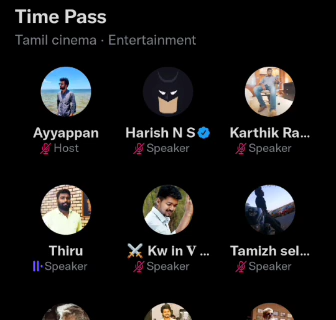 Time Pass
Tamil cinema · Entertainment
Ayyappan Harish N S Karthik Ra...
Host Speaker Speaker
Thiru ⚔️ Kw in V ... Tamizh sel...
Speaker Speaker Speaker